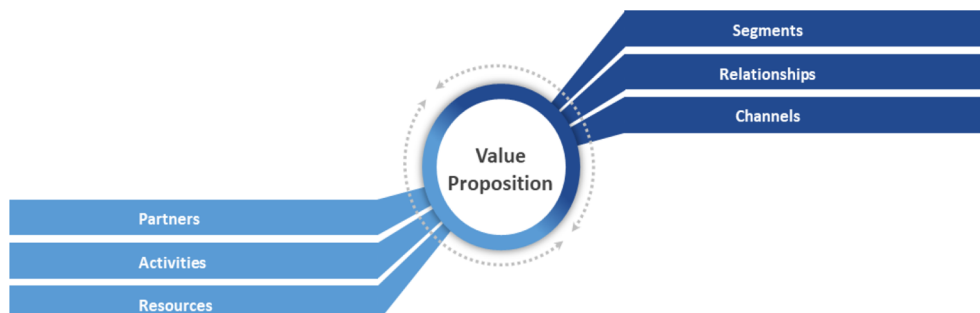 Segments
Relationships
Channels
Value
Proposition
Partners
Activities
Resources